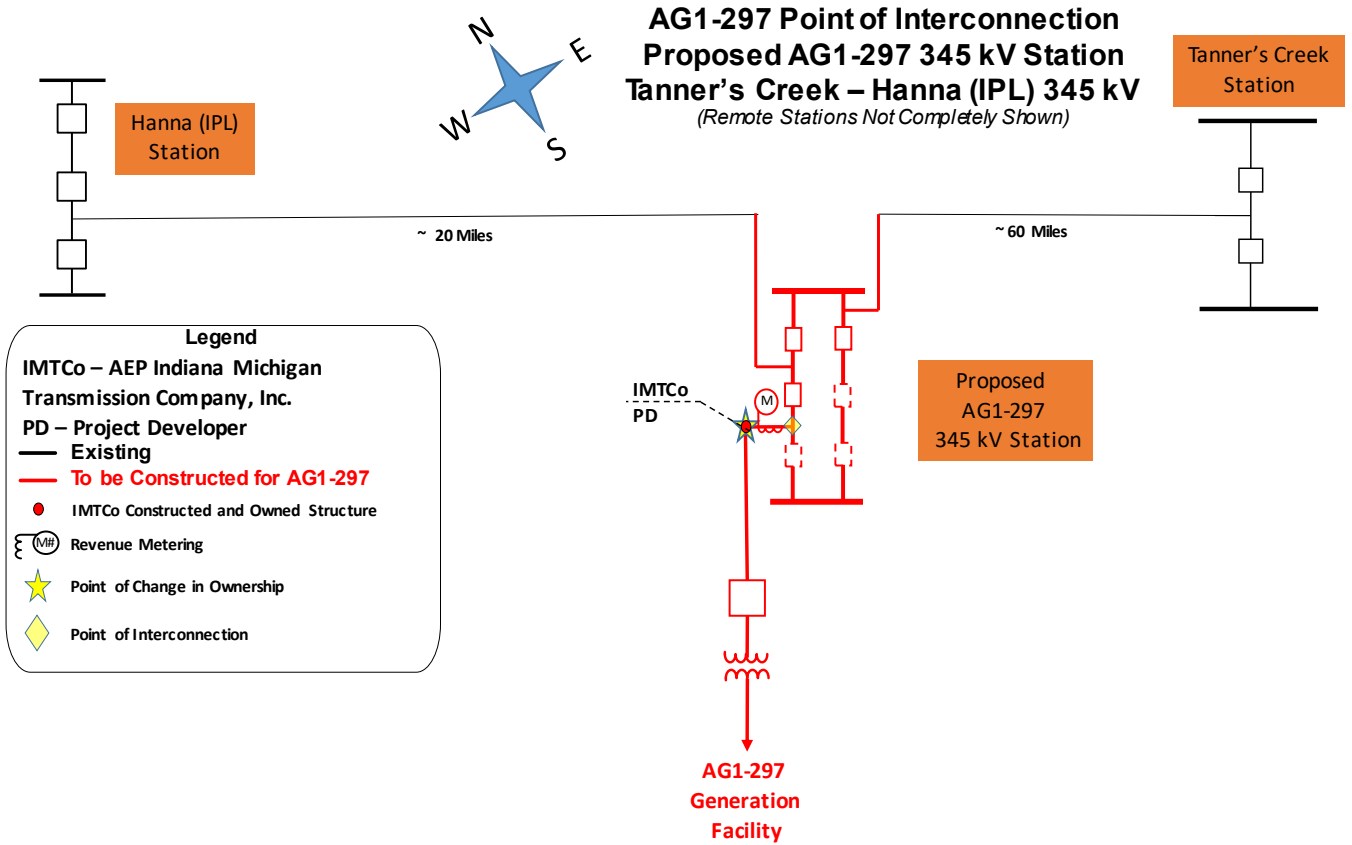 AG1-297 Point of Interconnection
Proposed AG1-297 345 kV Station
Tanner's Creek – Hanna (IPL) 345 kV
(Remote Stations Not Completely Shown)
N
E
W
S
Hanna (IPL)
Station
Tanner's Creek
Station
~ 20 Miles
~ 60 Miles
Legend
IMTCo – AEP Indiana Michigan
Transmission Company, Inc.
PD – Project Developer
Existing
To be Constructed for AG1-297
IMTCo Constructed and Owned Structure
M#
Revenue Metering
Point of Change in Ownership
Point of Interconnection
IMTCo
PD
M
Proposed
AG1-297
345 kV Station
AG1-297
Generation
Facility